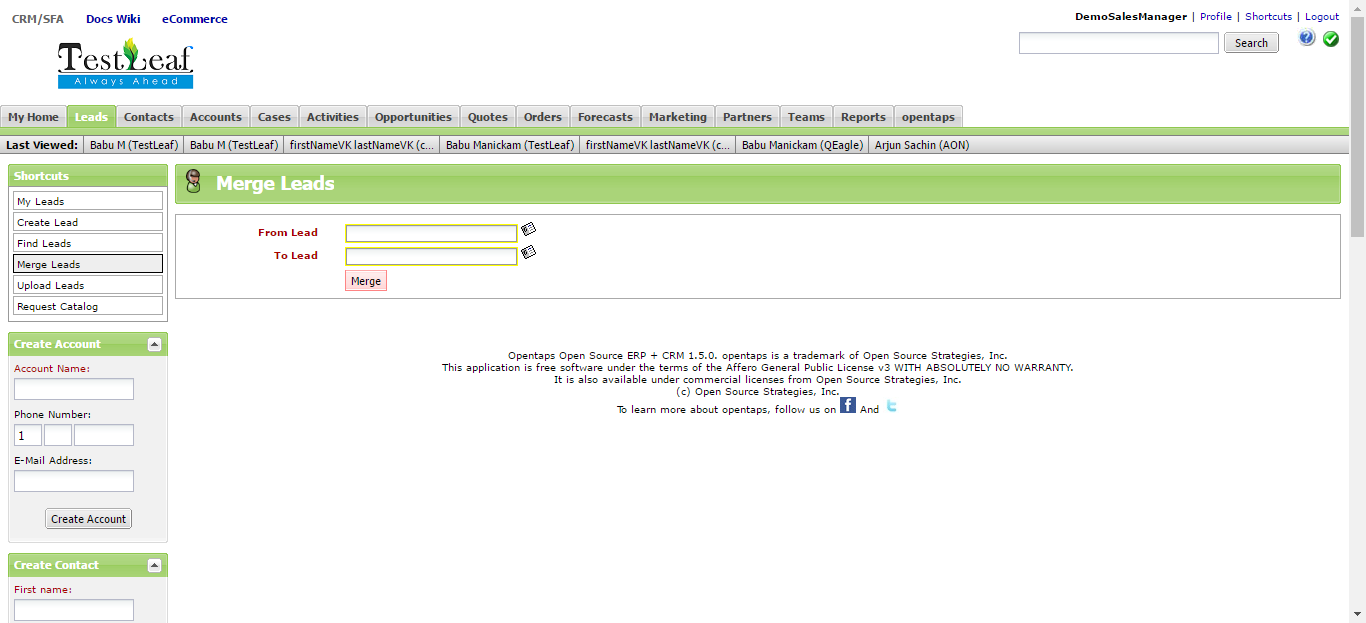 CRM/SFA Docs Wiki eCommerce
DemoSalesManager | Profile | Shortcuts | Logout
TestLeaf
Always Ahead
Search
My Home Leads Contacts Accounts Cases Activities Opportunities Quotes Orders Forecasts Marketing Partners Teams Reports opentaps
Last Viewed: Babu M (TestLeaf) Babu M (TestLeaf) firstNameVK lastNameVK (c... Babu Manickam (TestLeaf) firstNameVK lastNameVK (c... Babu Manickam (QEagle) Arjun Sachin (AON)
Shortcuts
My Leads
Create Lead
Find Leads
Merge Leads
Upload Leads
Request Catalog
Merge Leads
From Lead
To Lead
Merge
Create Account
Account Name:
Phone Number:
1
E-Mail Address:
Create Account
Create Contact
First name:
Opentaps Open Source ERP + CRM 1.5.0. opentaps is a trademark of Open Source Strategies, Inc.
This application is free software under the terms of the Affero General Public License v3 WITH ABSOLUTELY NO WARRANTY.
It is also available under commercial licenses from Open Source Strategies, Inc.
(c) Open Source Strategies, Inc.
To learn more about opentaps, follow us on f And t